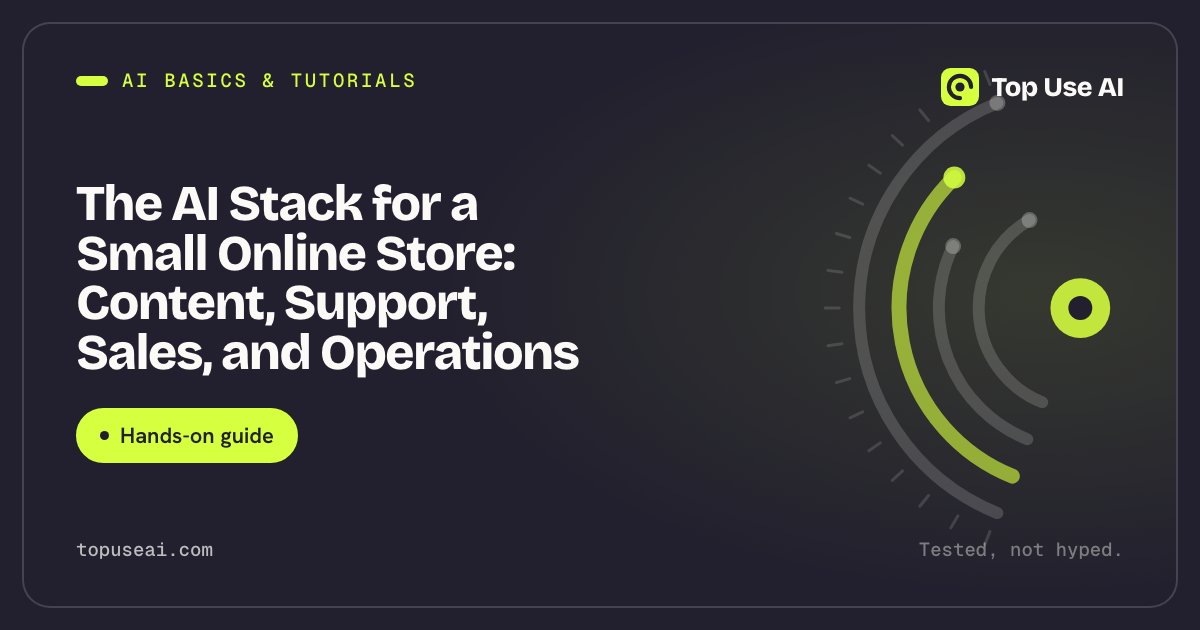 AI BASICS & TUTORIALS
Top Use AI
The AI Stack for a
Small Online Store:
Content, Support,
Sales, and Operations
Hands-on guide
topuseai.com
Tested, not hyped.